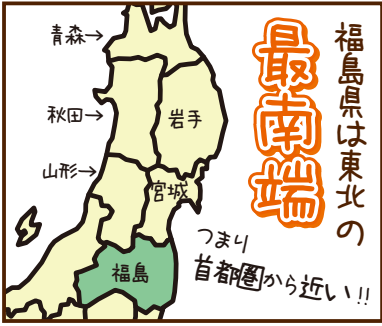 福島県は東北の
最南端
つまり
首都圏から近い!!
青森→
秋田→
岩手
山形→
宮城
福島